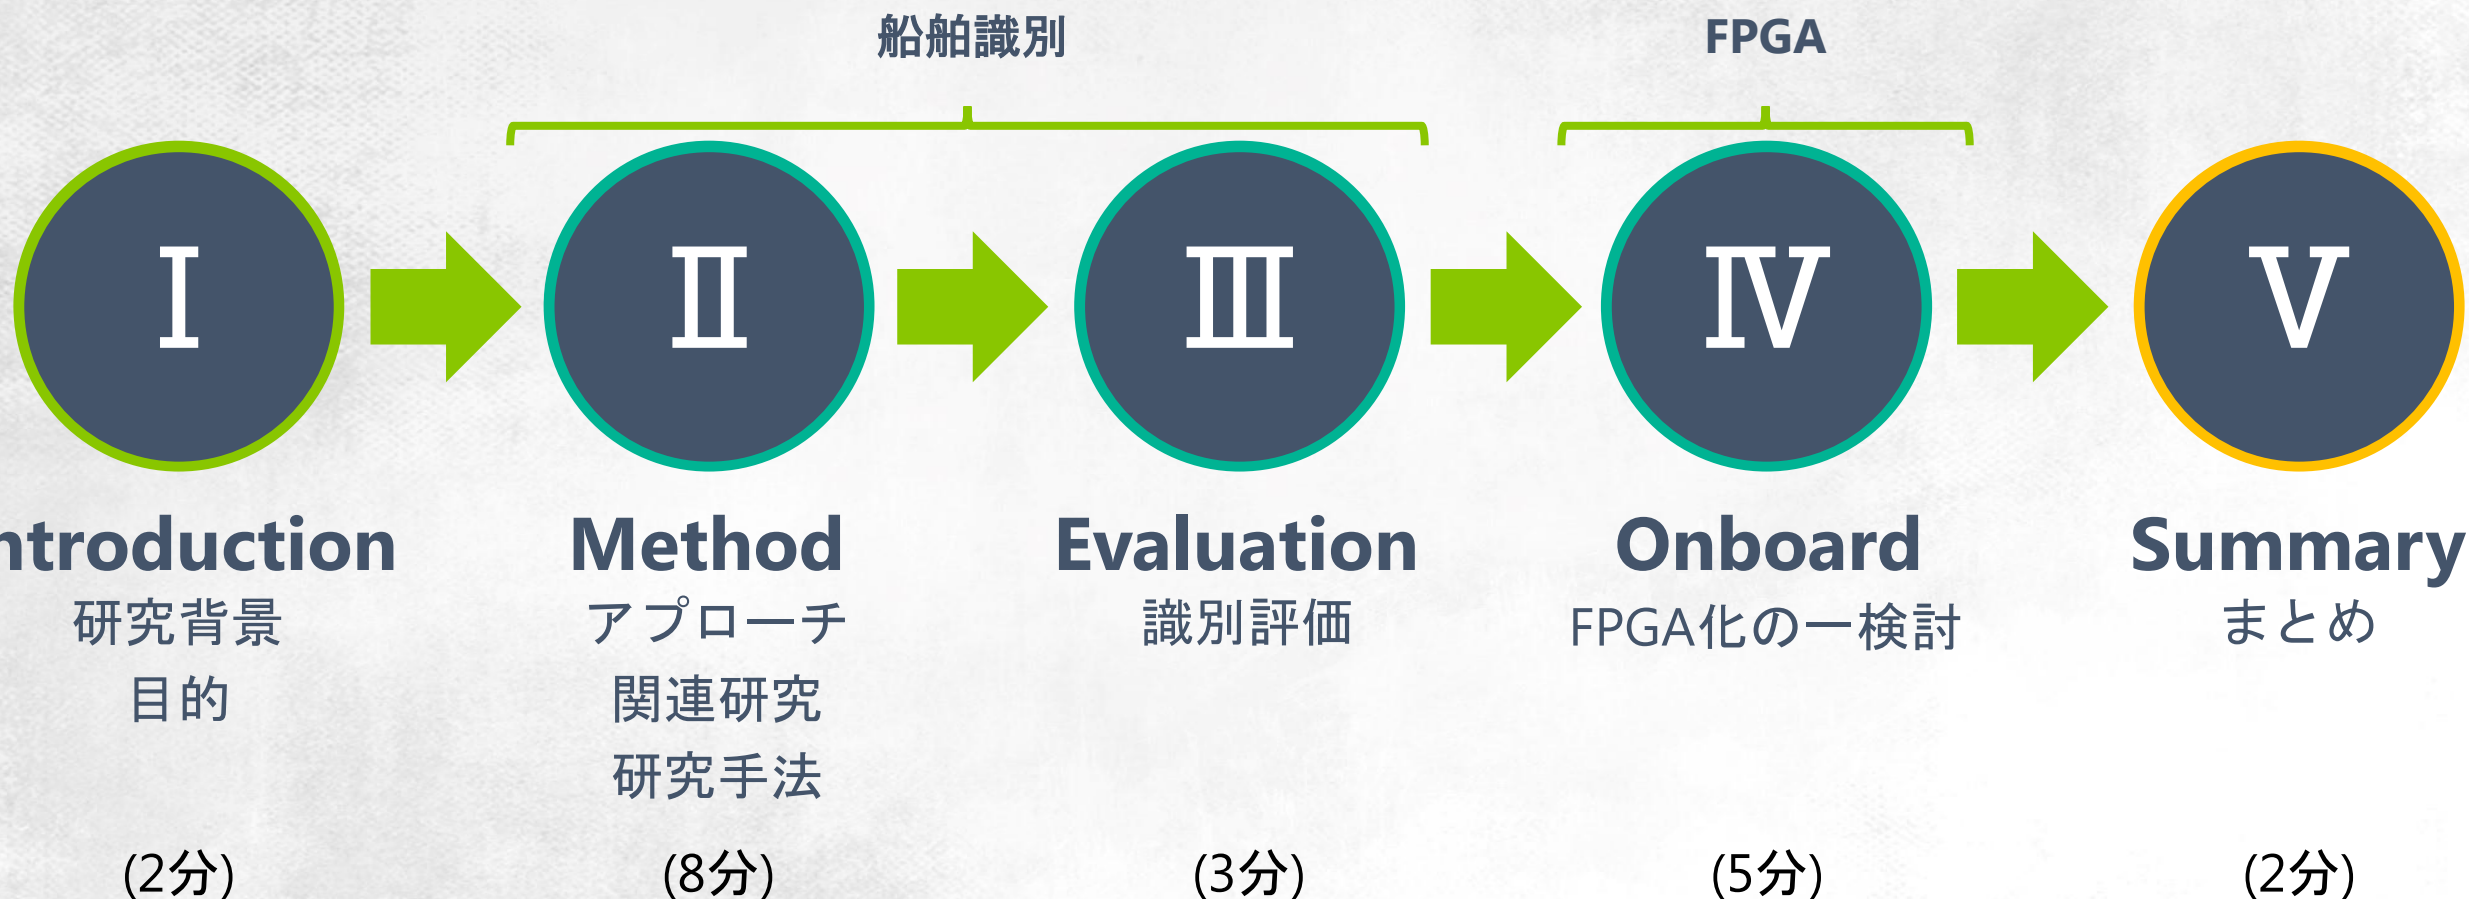 船舶識別
FPGA
Ⅰ
Ⅱ
Ⅲ
Ⅳ
Ⅴ
ntroduction
研究背景
目的
(2分)
Method
アプローチ
関連研究
研究手法
(8分)
Evaluation
識別評価
(3分)
Onboard
FPGA化の一検討
(5分)
Summary
まとめ
(2分)